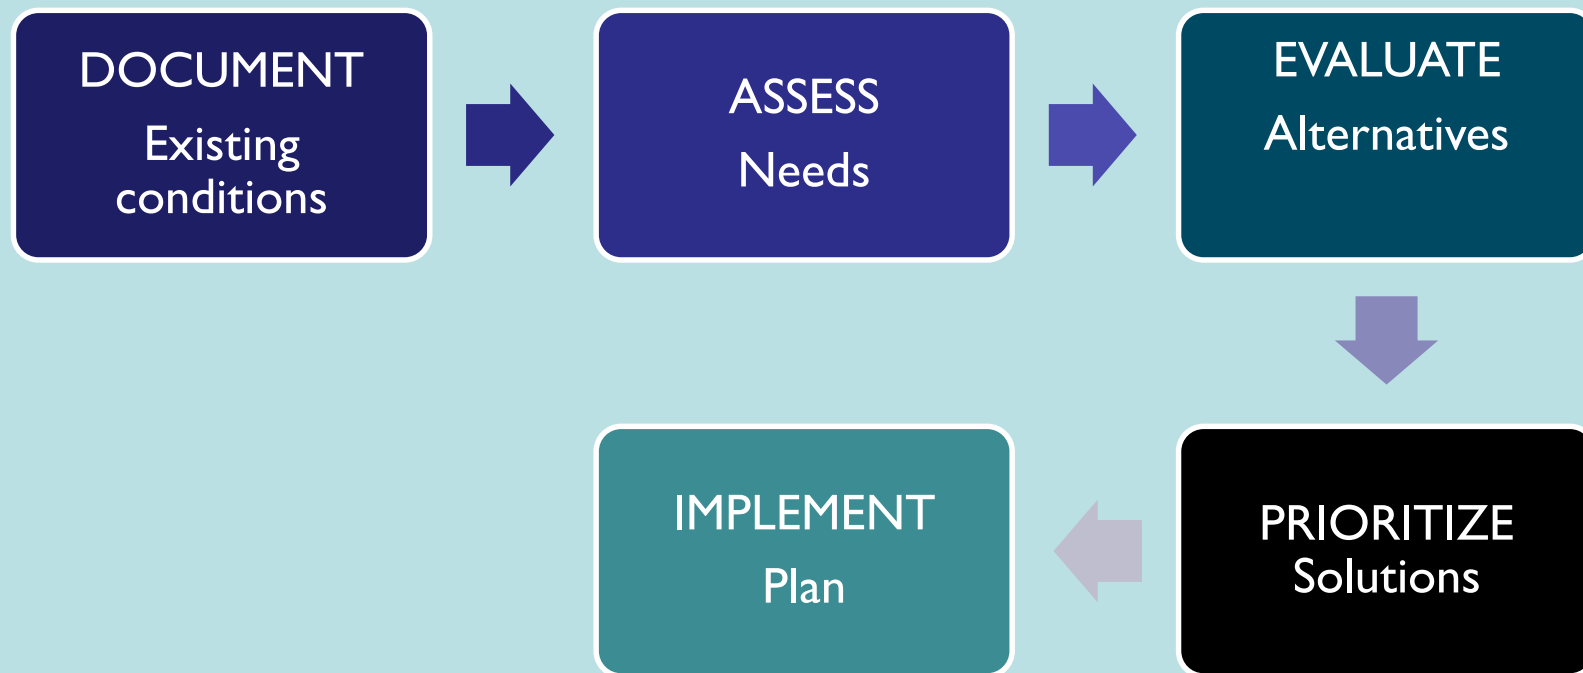 DOCUMENT
Existing
conditions
ASSESS
Needs
EVALUATE
Alternatives
PRIORITIZE
Solutions
IMPLEMENT
Plan